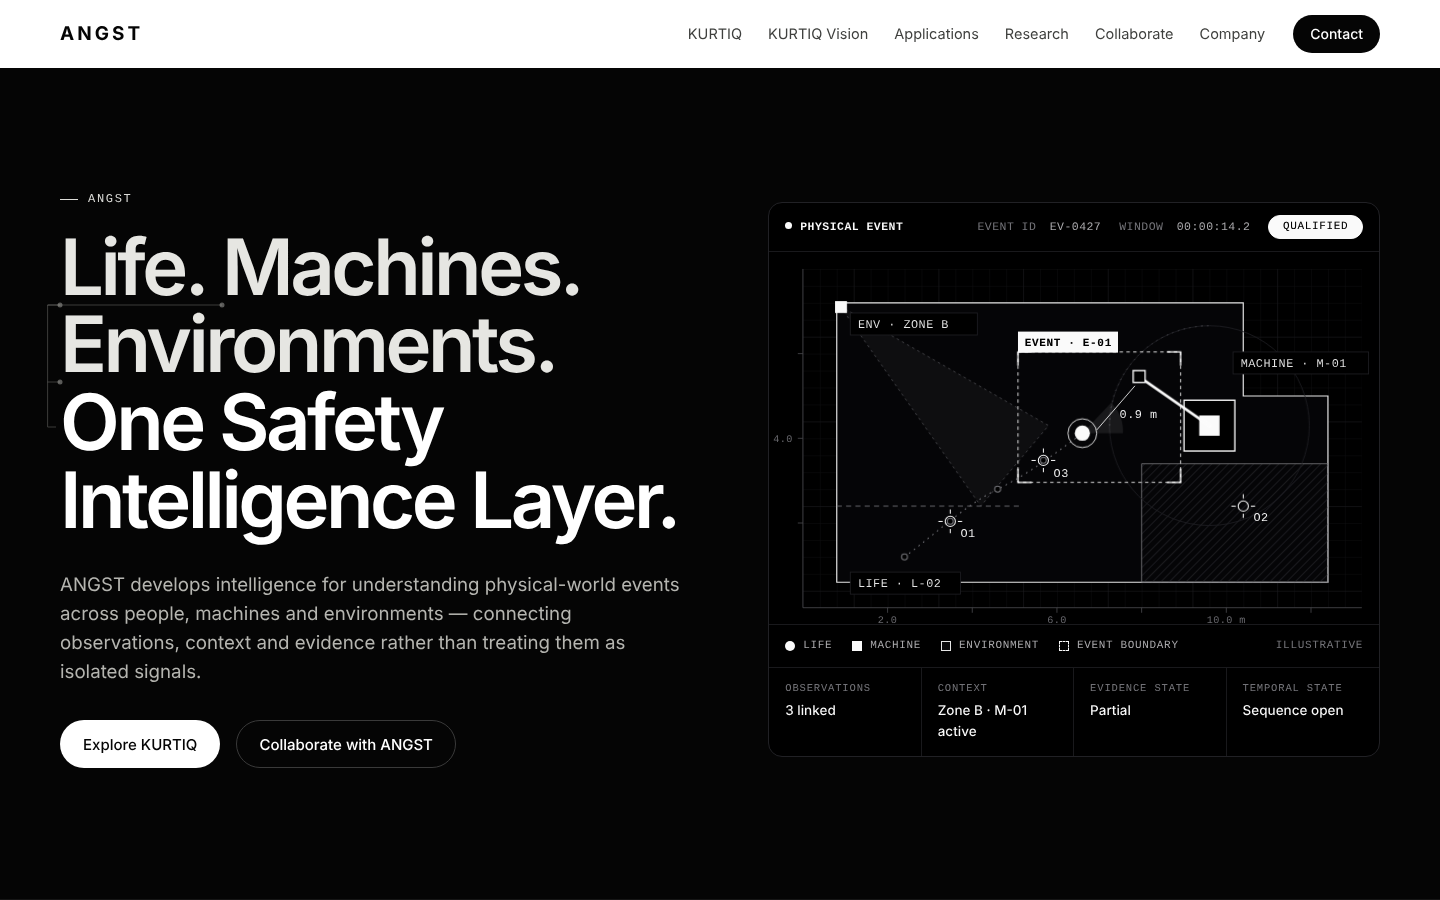 ANGST
KURTIQ KURTIQ Vision Applications Research Collaborate Company Contact
— ANGST
Life. Machines.
Environments.
One Safety
Intelligence Layer.
ANGST develops intelligence for understanding physical-world events
across people, machines and environments — connecting
observations, context and evidence rather than treating them as
isolated signals.
Explore KURTIQ Collaborate with ANGST
PHYSICAL EVENT EVENT ID EV-0427 WINDOW 00:00:14.2 QUALIFIED
ENV · ZONE B
EVENT · E-01
MACHINE · M-01
0.9 m
4.0
O3
O2
O1
LIFE · L-02
2.0 6.0 10.0 m
LIFE MACHINE ENVIRONMENT EVENT BOUNDARY ILLUSTRATIVE
OBSERVATIONS
3 linked
CONTEXT
Zone B · M-01
active
EVIDENCE STATE
Partial
TEMPORAL STATE
Sequence open